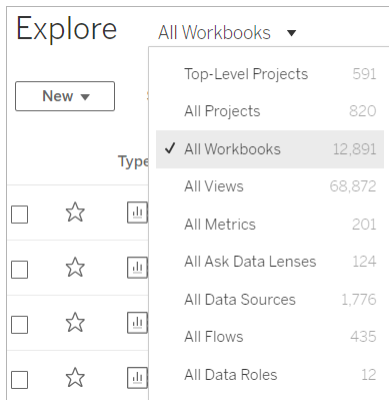 Explore All Workbooks
Top-Level Projects 591
New All Projects 820
All Workbooks 12,891
Type
All Views 68,872
All Metrics 201
All Ask Data Lenses 124
All Data Sources 1,776
All Flows 435
All Data Roles 12